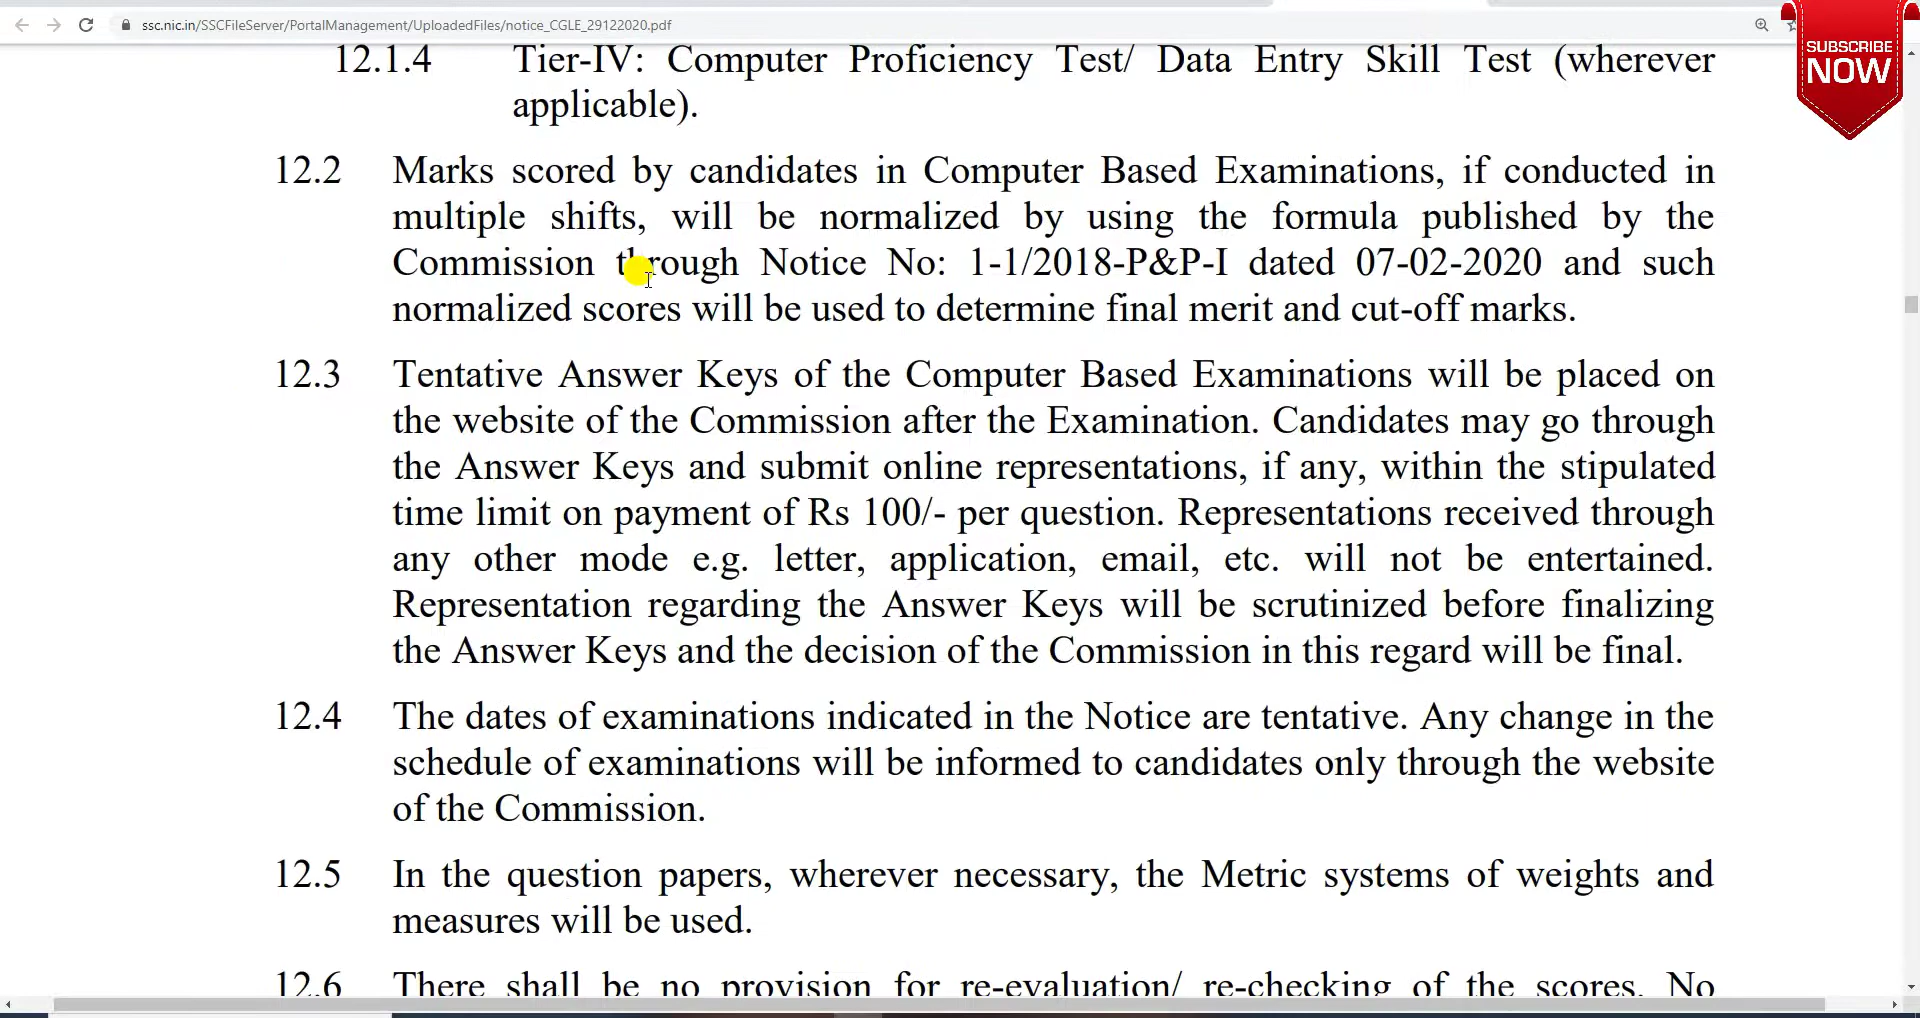 ssc.nic.in/SSCFileServer/PortalManagement/UploadedFiles/notice_CGLE_29122020.pdf
SUBSCRIBE
NOW
12.1.4 Tier-IV: Computer Proficiency Test/ Data Entry Skill Test (wherever
applicable).
12.2 Marks scored by candidates in Computer Based Examinations, if conducted in
multiple shifts, will be normalized by using the formula published by the
Commission through Notice No: 1-1/2018-P&P-I dated 07-02-2020 and such
normalized scores will be used to determine final merit and cut-off marks.
12.3 Tentative Answer Keys of the Computer Based Examinations will be placed on
the website of the Commission after the Examination. Candidates may go through
the Answer Keys and submit online representations, if any, within the stipulated
time limit on payment of Rs 100/- per question. Representations received through
any other mode e.g. letter, application, email, etc. will not be entertained.
Representation regarding the Answer Keys will be scrutinized before finalizing
the Answer Keys and the decision of the Commission in this regard will be final.
12.4 The dates of examinations indicated in the Notice are tentative. Any change in the
schedule of examinations will be informed to candidates only through the website
of the Commission.
12.5 In the question papers, wherever necessary, the Metric systems of weights and
measures will be used.
12.6 There shall be no provision for re-evaluation/ re-checking of the scores. No